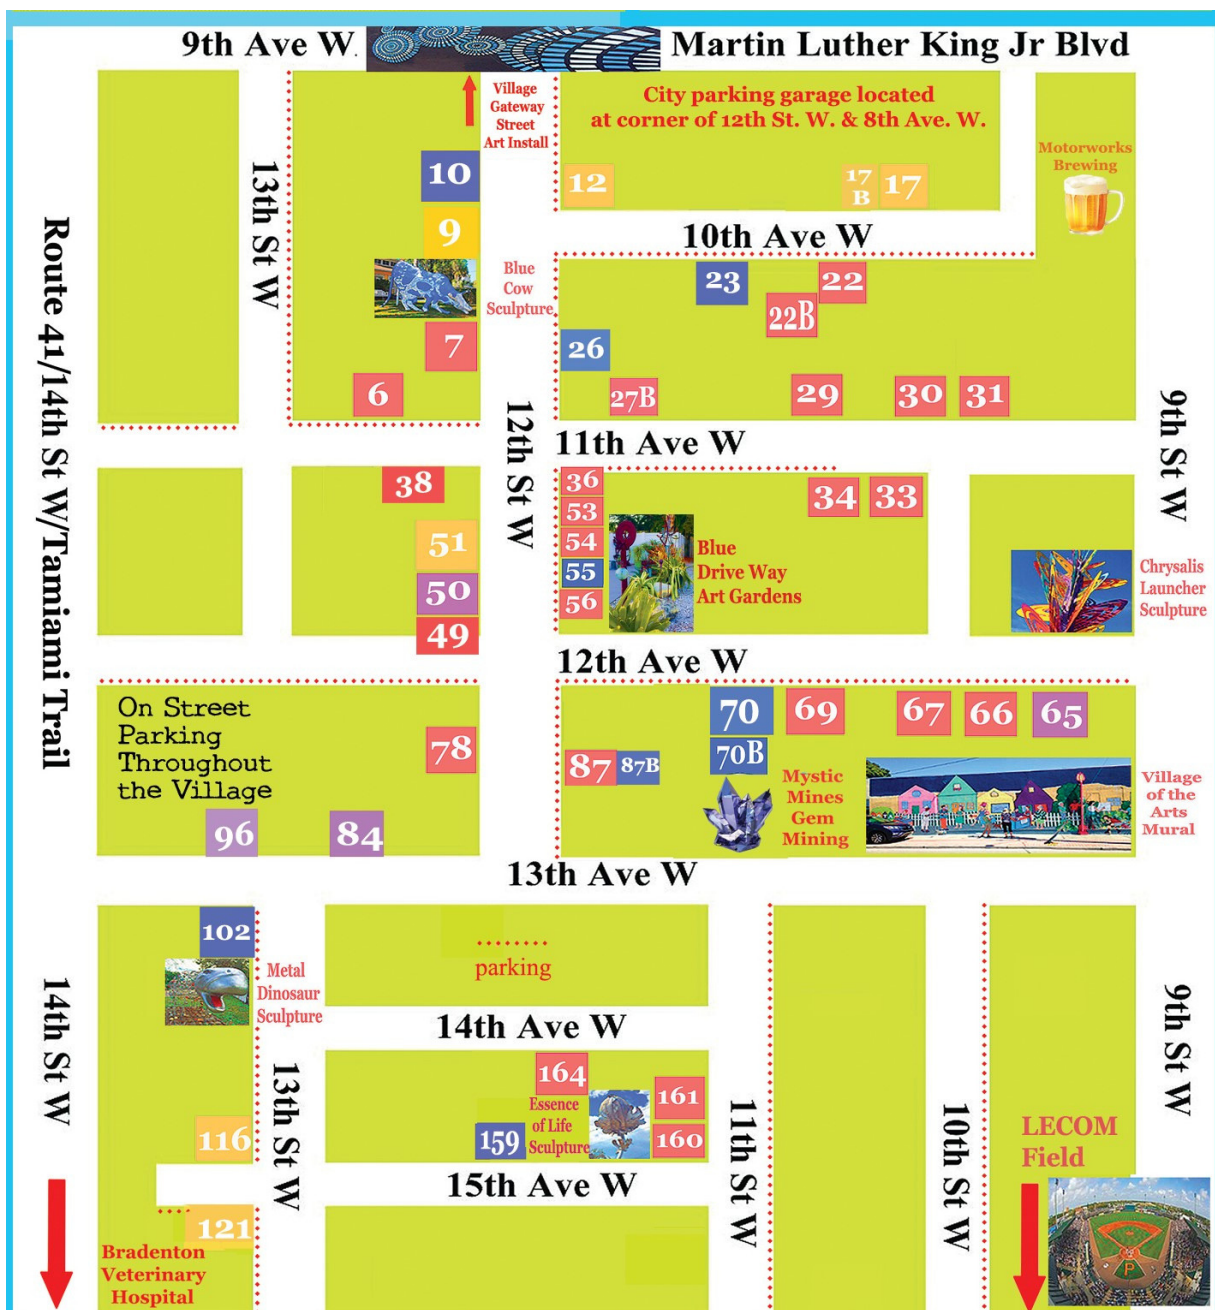 9th Ave W. Martin Luther King Jr Blvd
Village
Gateway
Street
Art Install
City parking garage located
at corner of 12th St. W. & 8th Ave. W.
Motorworks
Brewing
10
12
17
B
17
9
13th St W
10th Ave W
Blue
Cow
Sculpture
23
22
22B
7
26
6
27B
29
30
31
Route 41/14th St W/Tamiami Trail
12th St W
11th Ave W
9th St W
38
36
53
54
55
56
34
33
51
50
49
Blue
Drive Way
Art Gardens
Chrysalis
Launcher
Sculpture
12th Ave W
On Street
Parking
Throughout
the Village
78
70
69
67
66
65
87
87B
70B
Mystic
Mines
Gem
Mining
Village
of the
Arts
Mural
96
84
13th Ave W
102
Metal
Dinosaur
Sculpture
parking
14th St W
14th Ave W
9th St W
13th St W
164
161
Essence
of Life
Sculpture
159
160
11th St W
10th St W
LECOM
Field
116
15th Ave W
121
Bradenton
Veterinary
Hospital
P